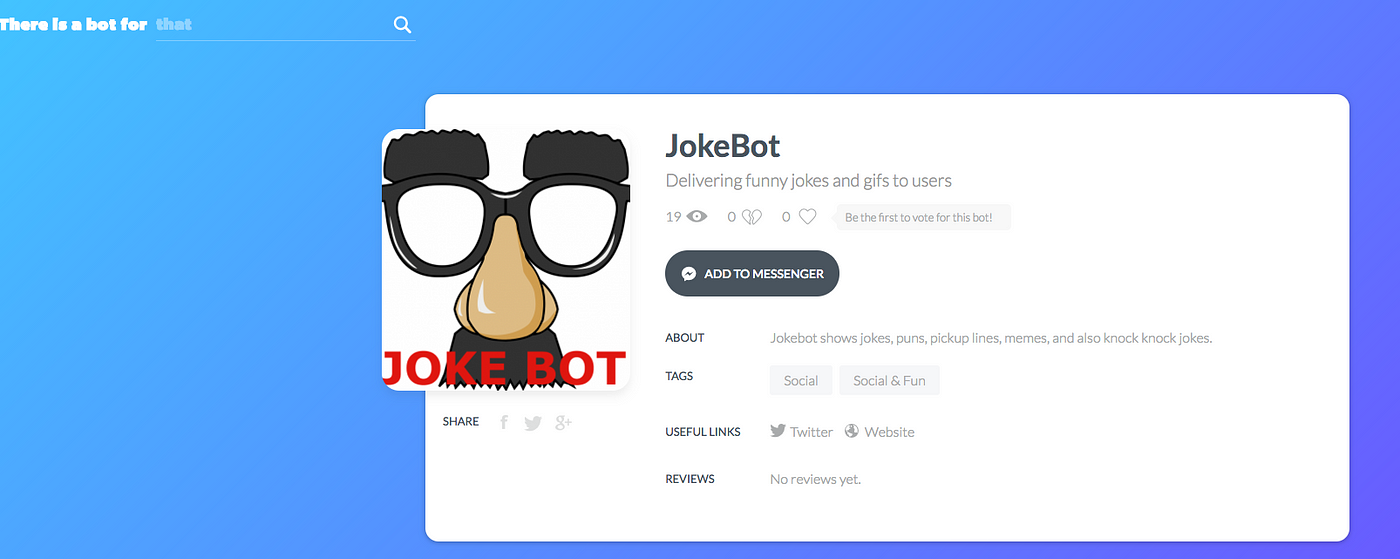 There is a bot for that
JokeBot
Delivering funny jokes and gifs to users
19 0 0 Be the first to vote for this bot!
ADD TO MESSENGER
JOKE BOT
ABOUT Jokebot shows jokes, puns, pickup lines, memes, and also knock knock jokes.
TAGS Social Social & Fun
SHARE f g+
USEFUL LINKS Twitter Website
REVIEWS No reviews yet.